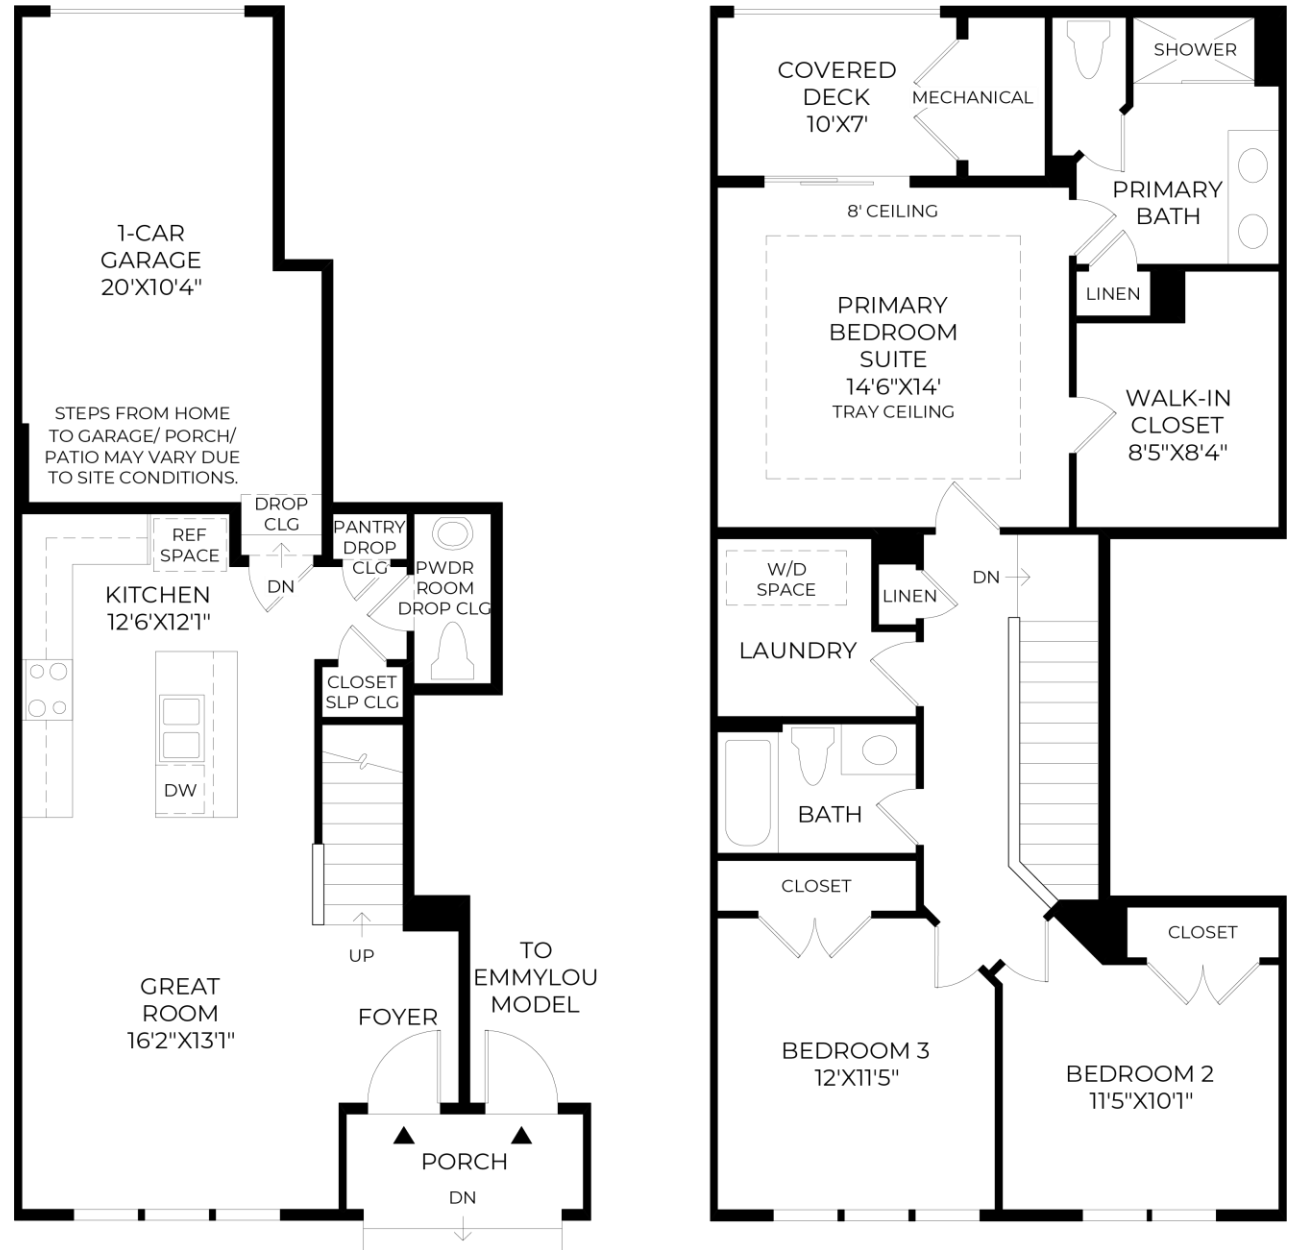 1-CAR
GARAGE
20'X10'4"
STEPS FROM HOME
TO GARAGE/ PORCH/
PATIO MAY VARY DUE
TO SITE CONDITIONS.
DROP
CLG
REF
SPACE
PANTRY
DROP
CLG
DN
PWDR
ROOM
DROP CLG
KITCHEN
12'6"X12'1"
CLOSET
SLP CLG
DW
UP
GREAT
ROOM
16'2"X13'1"
FOYER
TO
EMMYLOU
MODEL
PORCH
DN
COVERED
DECK
10'X7'
MECHANICAL
SHOWER
PRIMARY
BATH
8' CEILING
LINEN
PRIMARY
BEDROOM
SUITE
14'6"X14'
TRAY CEILING
WALK-IN
CLOSET
8'5"X8'4"
W/D
SPACE
LINEN
DN
LAUNDRY
BATH
CLOSET
CLOSET
BEDROOM 3
12'X11'5"
BEDROOM 2
11'5"X10'1"